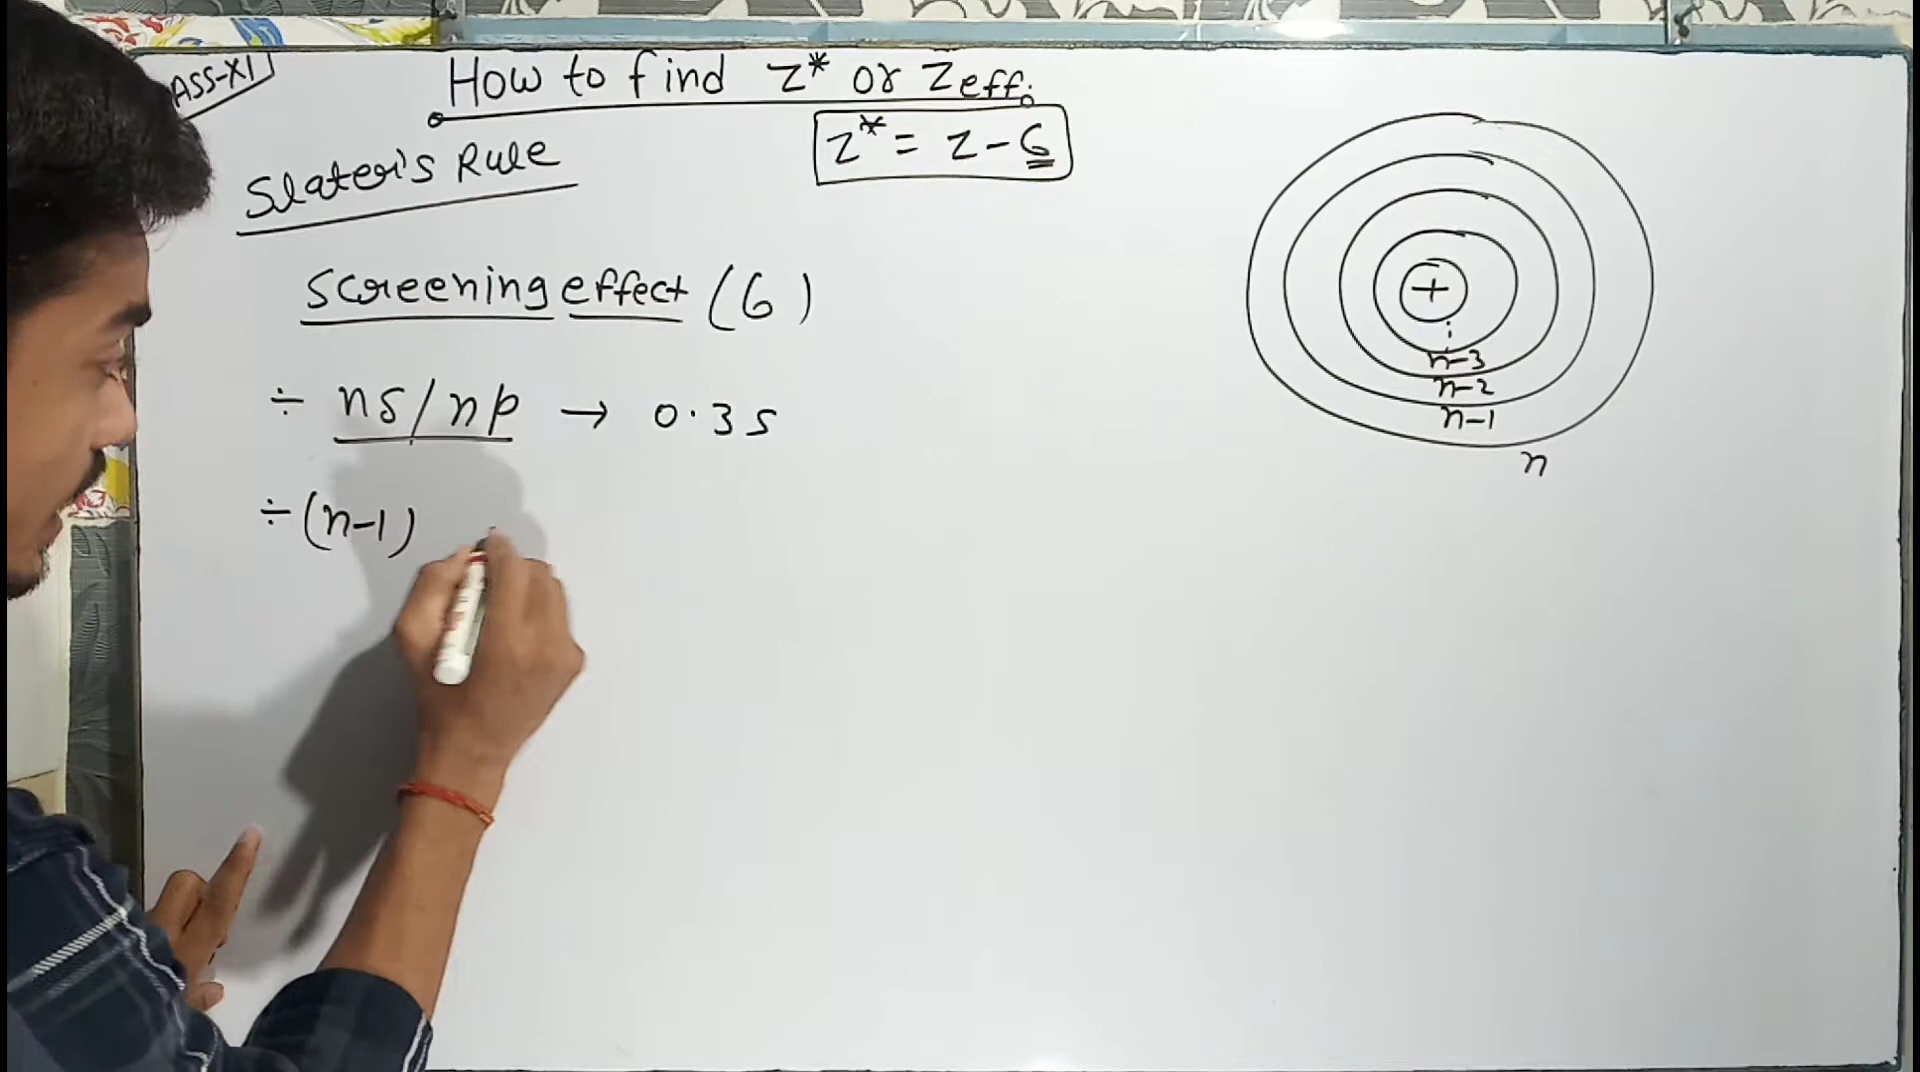 ASS-XI
How to find Z* or Zeff.
Z* = Z - σ
Slater's Rule
Screening effect (σ)
÷ ns/np → 0.35
÷ (n-1)
+
n-3
n-2
n-1
n